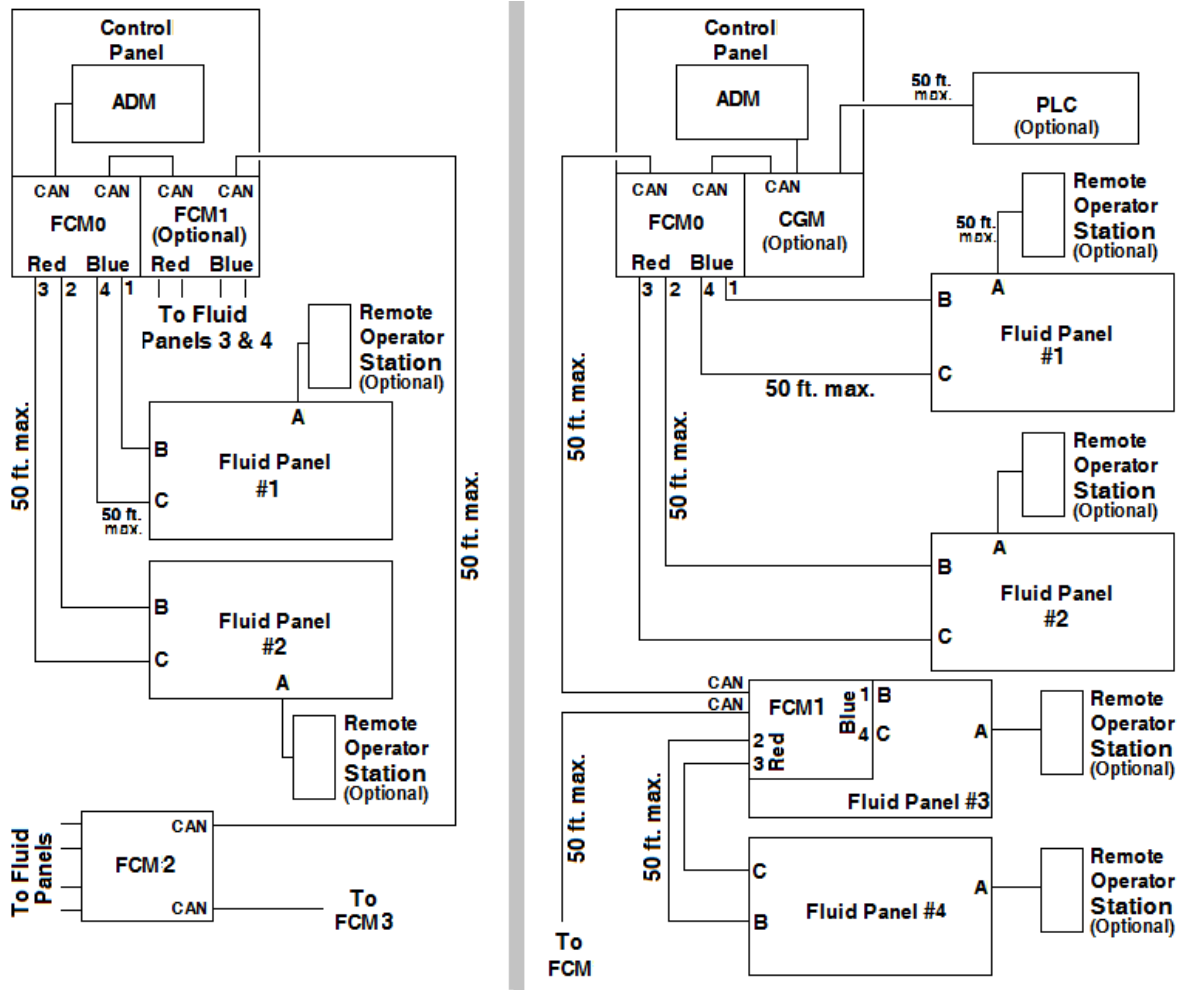 Control
Panel
ADM
CAN CAN CAN CAN
FCM0
FCM1
(Optional)
Red Blue Red Blue
3 2 4 1
To Fluid
Panels 3 & 4
Remote
Operator
Station
(Optional)
50 ft. max.
A
B
Fluid Panel
#1
C
50 ft.
max.
50 ft. max.
B
Fluid Panel
#2
C
A
Remote
Operator
Station
(Optional)
To Fluid
Panels
CAN
FCM2
CAN
To
FCM3
Control
Panel
ADM
50 ft.
max.
PLC
(Optional)
CAN CAN CAN
FCM0
CGM
(Optional)
Red Blue
3 2 4 1
Remote
Operator
Station
(Optional)
50 ft.
max.
A
B
Fluid Panel
#1
C
50 ft. max.
50 ft. max.
50 ft. max.
Remote
Operator
Station
(Optional)
A
B
Fluid Panel
#2
C
CAN
CAN
FCM1
Blue
1 B
4 C
2
3
Red
A
Fluid Panel #3
Remote
Operator
Station
(Optional)
50 ft. max.
50 ft. max.
C
A
Fluid Panel #4
B
Remote
Operator
Station
(Optional)
To
FCM